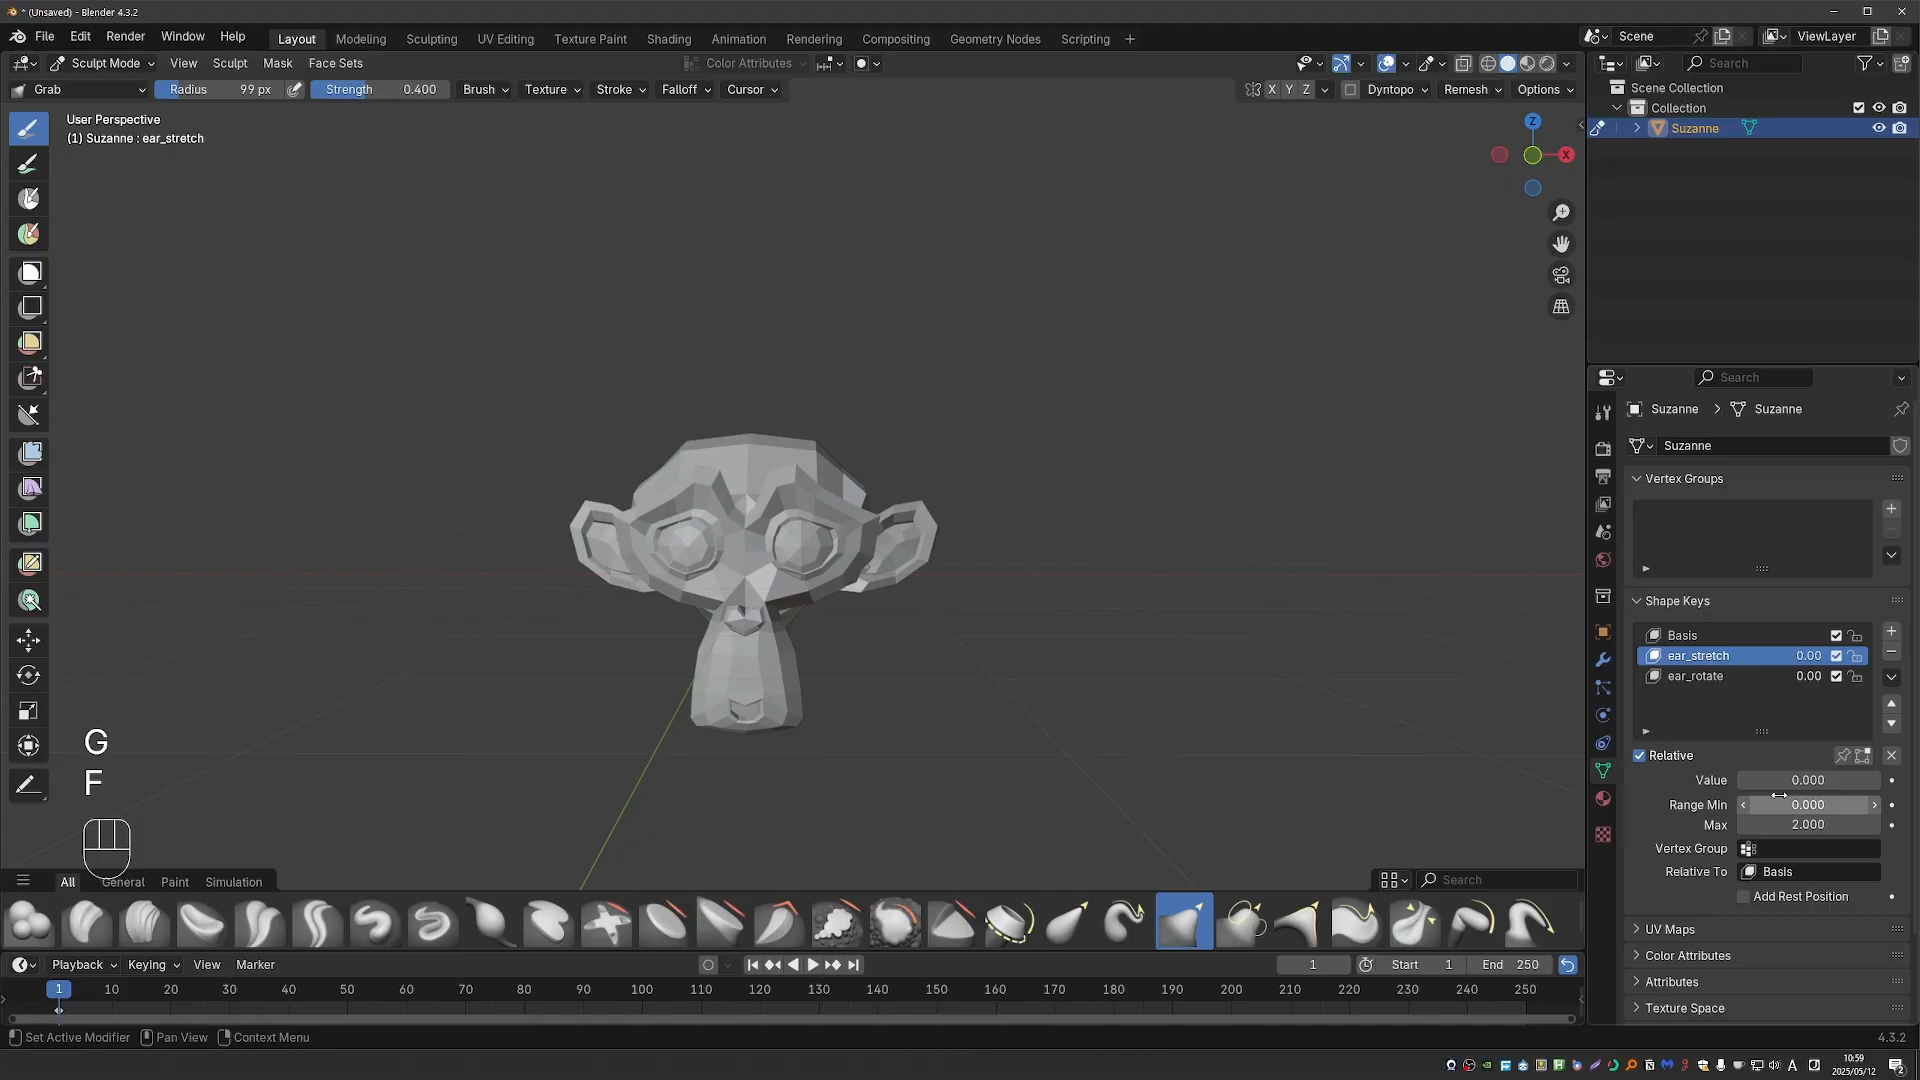 * (Unsaved) - Blender 4.3.2
File Edit Render Window Help Layout Modeling Sculpting UV Editing Texture Paint Shading Animation Rendering Compositing Geometry Nodes Scripting + Scene ViewLayer
Sculpt Mode View Sculpt Mask Face Sets Color Attributes Search
Grab Radius 99 px Strength 0.400 Brush Texture Stroke Falloff Cursor X Y Z Dyntopo Remesh Options
Scene Collection
Collection
Suzanne
User Perspective
(1) Suzanne : ear_stretch
Z
X
Search
Suzanne > Suzanne
Suzanne
Vertex Groups
Shape Keys
Basis
ear_stretch 0.00
ear_rotate 0.00
Relative
Value 0.000
Range Min 0.000
Max 2.000
Vertex Group
Relative To Basis
Add Rest Position
UV Maps
Color Attributes
Attributes
Texture Space
G
F
All General Paint Simulation Search
Playback Keying View Marker 1 Start 1 End 250
1 10 20 30 40 50 60 70 80 90 100 110 120 130 140 150 160 170 180 190 200 210 220 230 240 250
Set Active Modifier Pan View Context Menu 4.3.2
A 10:59
2025/05/12
2